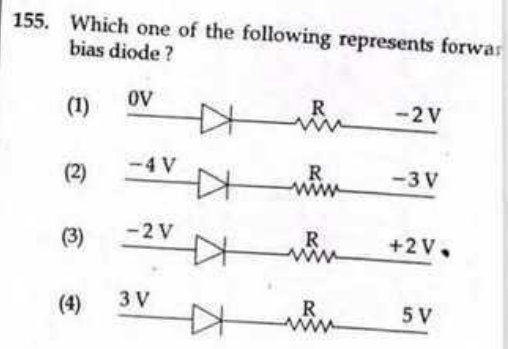 155. Which one of the following represents forwar
bias diode ?
(1) 0V R -2 V
(2) -4 V R -3 V
(3) -2 V R +2 V
(4) 3 V R 5 V